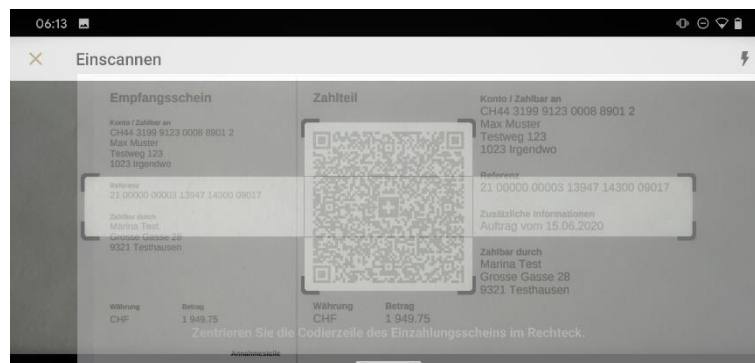 06:13
Einscannen
Empfangsschein
Konto / Zahlbar an
CH44 3199 9123 0008 8901 2
Max Muster
Testweg 123
1023 Irgendwo
Referenz
21 00000 00003 13947 14300 09017
Zahlbar durch
Marina Test
Grosse Gasse 28
9321 Testhausen
Währung Betrag
CHF 1 949.75
Annahmestelle
Zahlteil
Währung Betrag
CHF 1 949.75
Konto / Zahlbar an
CH44 3199 9123 0008 8901 2
Max Muster
Testweg 123
1023 Irgendwo
Referenz
21 00000 00003 13947 14300 09017
Zusätzliche Informationen
Auftrag vom 15.06.2020
Zahlbar durch
Marina Test
Grosse Gasse 28
9321 Testhausen
Zentrieren Sie die Codierzeile des Einzahlungsscheins im Rechteck.